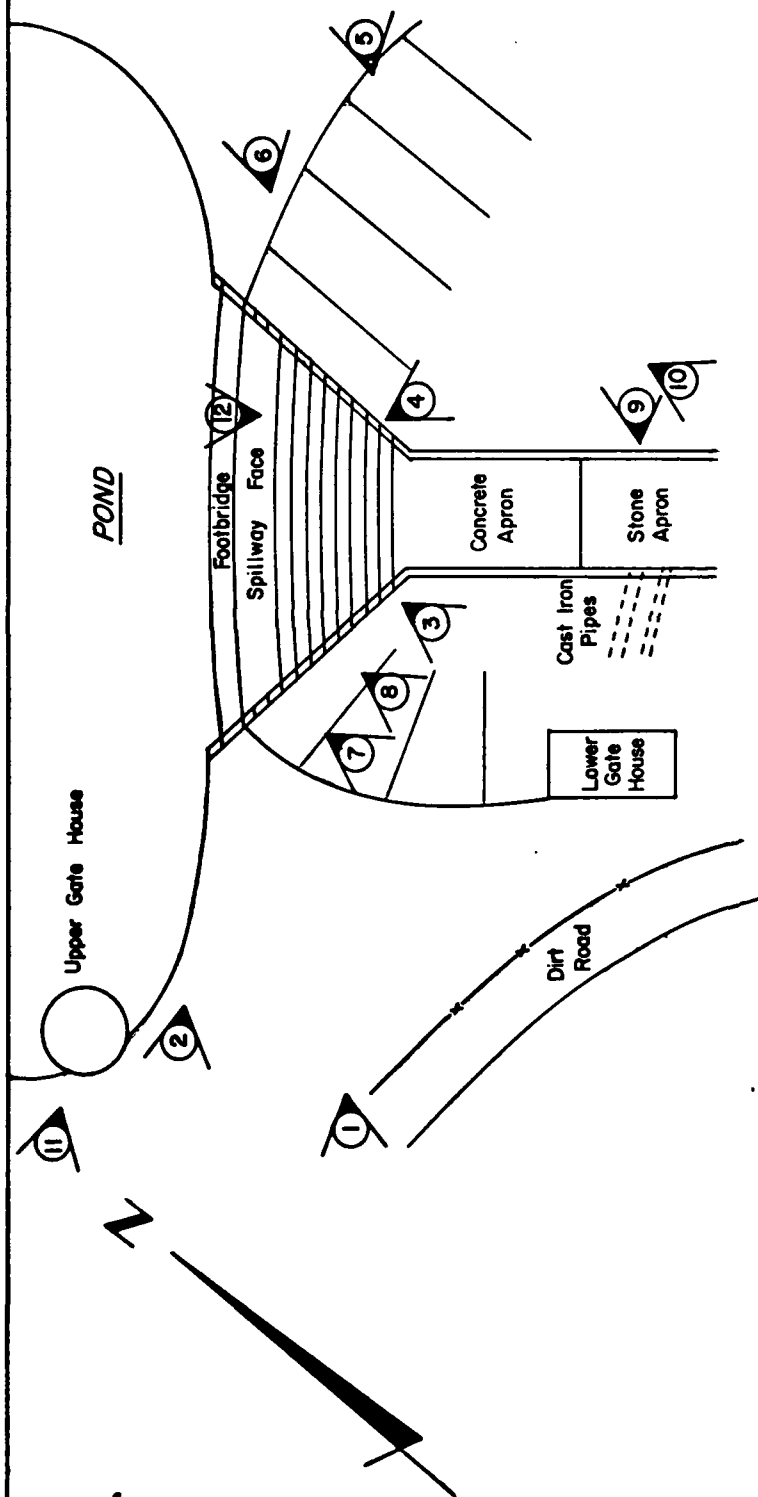 POND
Upper Gate House
Footbridge
Spillway Face
Concrete
Apron
Stone
Apron
Cast Iron
Pipes
Lower
Gate
House
Dirt
Road
N
1
2
3
4
5
6
7
8
9
10
11
12